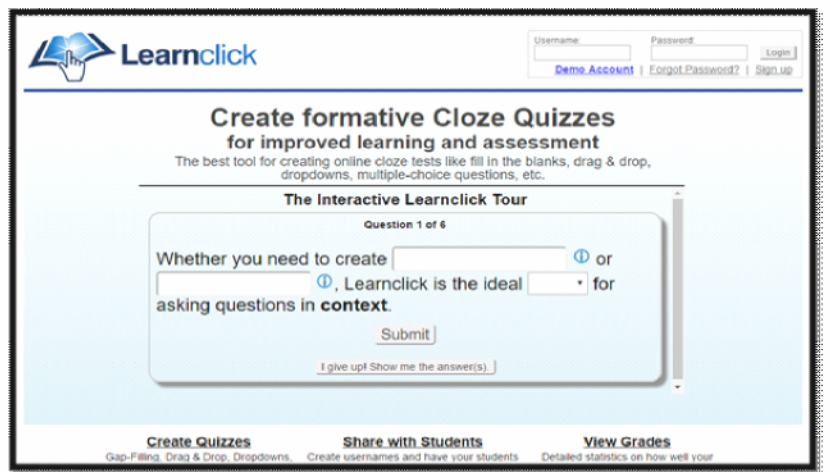 Learnclick
Username: Password:
Login
Demo Account | Forgot Password? | Sign up
Create formative Cloze Quizzes
for improved learning and assessment
The best tool for creating online cloze tests like fill in the blanks, drag & drop,
dropdowns, multiple-choice questions, etc.
The Interactive Learnclick Tour
Question 1 of 6
Whether you need to create or
, Learnclick is the ideal for
asking questions in context.
Submit
I give up! Show me the answer(s).
Create Quizzes Share with Students View Grades
Gap-Filling, Drag & Drop, Dropdowns, Create usernames and have your students Detailed statistics on how well your